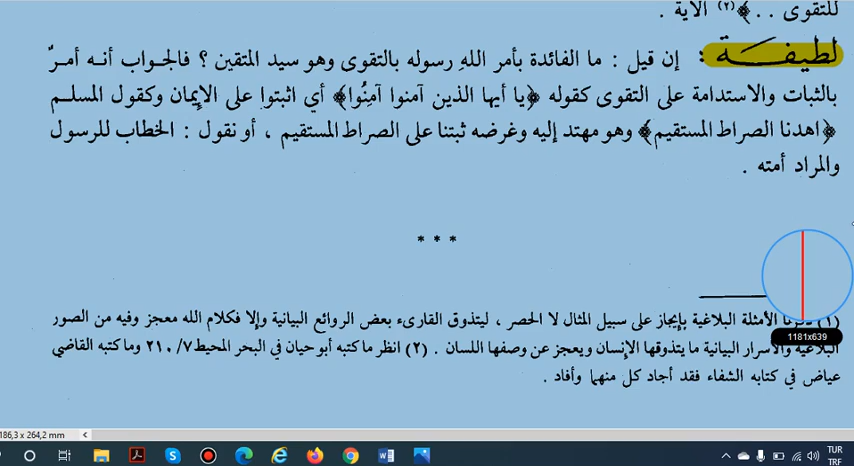 للتقوى . . ﴾(٢) الآية .
لطيفة : إن قيل : ما الفائدة بأمر الله رسوله بالتقوى وهو سيد المتقين ؟ فالجواب أنه أمرٌ
بالثبات والاستدامة على التقوى كقوله ﴿يا أيها الذين آمنوا آمِنُوا﴾ أي اثبتوا على الإيمان وكقول المسلم
﴿اهدنا الصراط المستقيم﴾ وهو مهتد إليه وغرضه ثبتنا على الصراط المستقيم ، أو نقول : الخطاب للرسول
والمراد أمته .
* * *
(١) ذكرنا الأمثلة البلاغية بإيجاز على سبيل المثال لا الحصر ، ليتذوق القارىء بعض الروائع البيانية وإلا فكلام الله معجز وفيه من الصور
1181x639
البلاغية والأسرار البيانية ما يتذوقها الإنسان ويعجز عن وصفها اللسان . (٢) انظر ما كتبه أبو حيان في البحر المحيط ٧/ ٢١٠ وما كتبه القاضي
عياض في كتابه الشفاء فقد أجاد كل منهما وأفاد .
186,3 x 264,2 mm
TUR
TRF